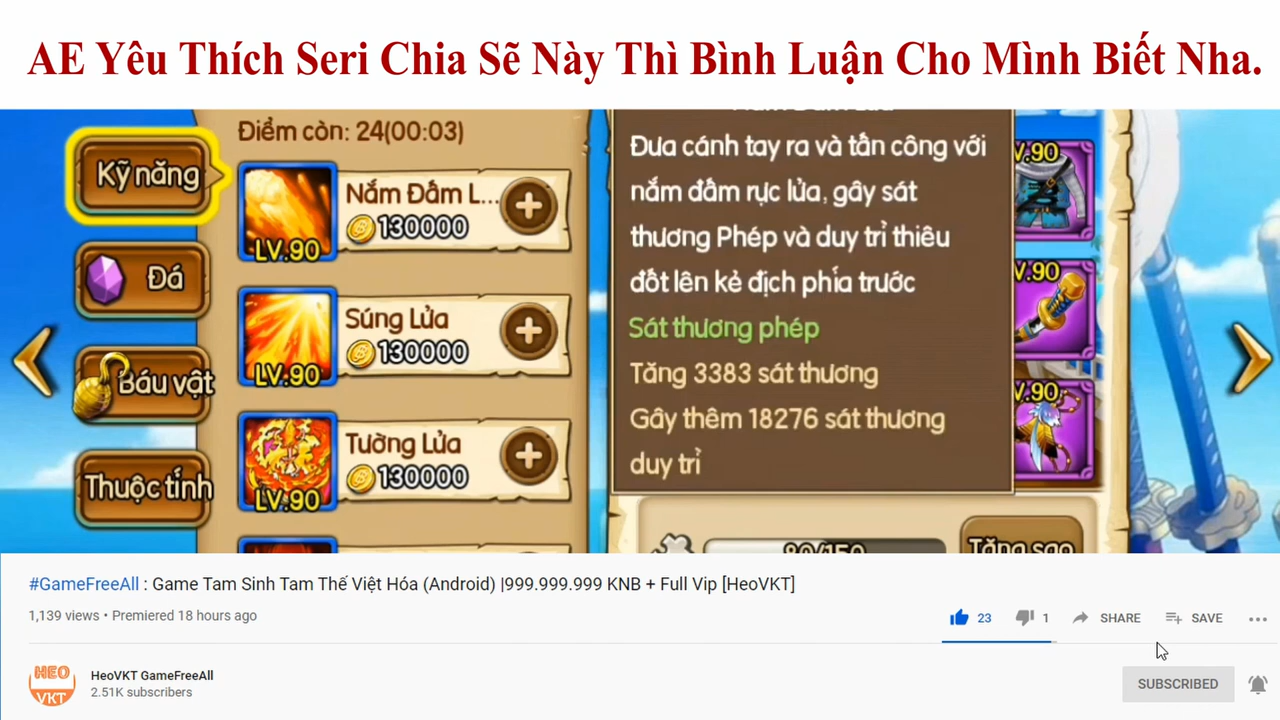 AE Yêu Thích Seri Chia Sẽ Này Thì Bình Luận Cho Mình Biết Nha.
Kỹ năng
Đá
Báu vật
Thuộc tính
Điểm còn: 24(00:03)
LV.90
Nắm Đấm L...
130000
LV.90
Súng Lửa
130000
LV.90
Tường Lửa
130000
Đưa cánh tay ra và tấn công với
nắm đấm rực lửa, gây sát
thương Phép và duy trì thiêu
đốt lên kẻ địch phía trước
Sát thương phép
Tăng 3383 sát thương
Gây thêm 18276 sát thương
duy trì
V.90
V.90
V.90
80/150
Tăng sao
#GameFreeAll : Game Tam Sinh Tam Thế Việt Hóa (Android) |999.999.999 KNB + Full Vip [HeoVKT]
1,139 views • Premiered 18 hours ago
23
1
SHARE
SAVE
HEO
VKT
HeoVKT GameFreeAll
2.51K subscribers
SUBSCRIBED